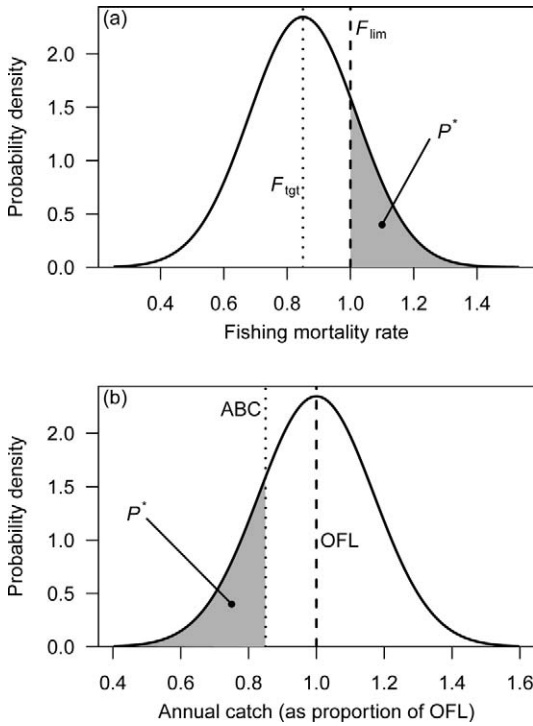 (a)
F_lim
P*
F_tgt
Probability density
2.0
1.5
1.0
0.5
0.0
0.4 0.6 0.8 1.0 1.2 1.4
Fishing mortality rate
(b)
ABC
P*
OFL
Probability density
2.0
1.5
1.0
0.5
0.0
0.4 0.6 0.8 1.0 1.2 1.4 1.6
Annual catch (as proportion of OFL)